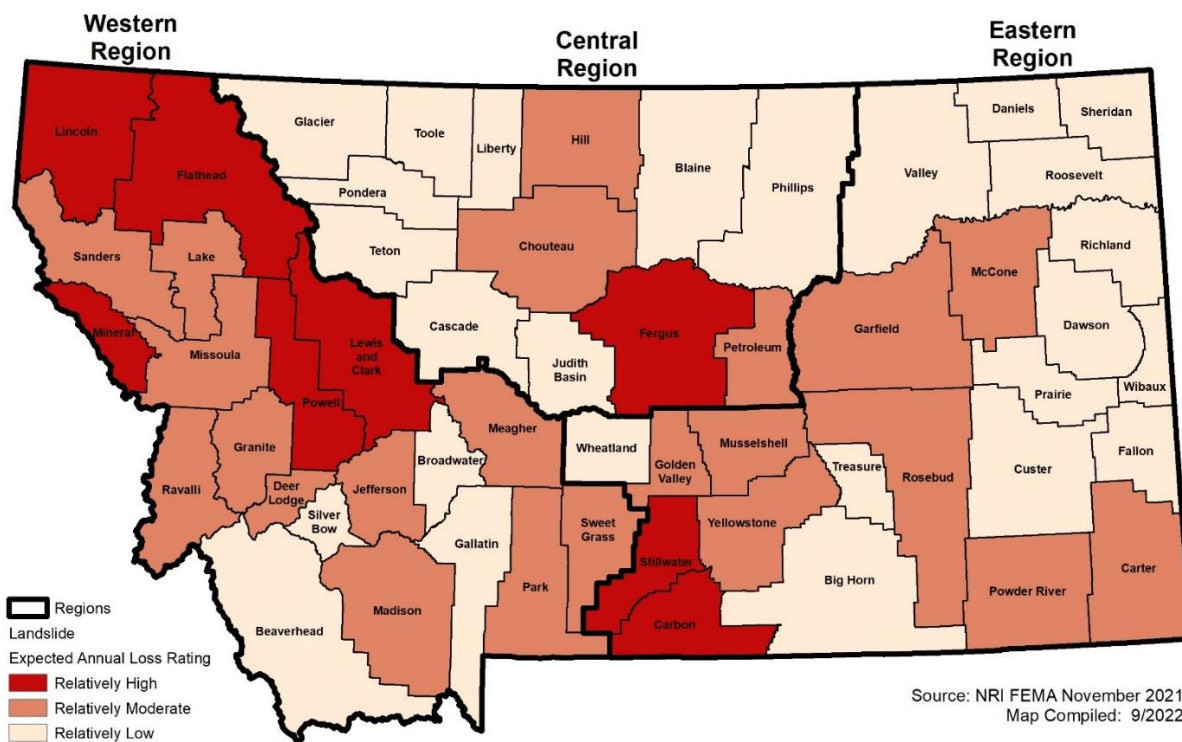 Western
Region
Central
Region
Eastern
Region
Lincoln
Flathead
Glacier
Toole
Liberty
Hill
Blaine
Phillips
Valley
Daniels
Sheridan
Roosevelt
Pondera
Teton
Chouteau
Richland
McCone
Sanders
Lake
Cascade
Judith
Basin
Fergus
Petroleum
Garfield
Dawson
Mineral
Missoula
Lewis
and
Clark
Powell
Prairie
Wibaux
Granite
Meagher
Broadwater
Wheatland
Golden
Valley
Musselshell
Treasure
Rosebud
Custer
Fallon
Ravalli
Deer
Lodge
Jefferson
Silver
Bow
Gallatin
Sweet
Grass
Stillwater
Yellowstone
Big Horn
Powder River
Carter
Beaverhead
Madison
Park
Carbon
Regions
Landslide
Expected Annual Loss Rating
Relatively High
Relatively Moderate
Relatively Low
Source: NRI FEMA November 2021
Map Compiled: 9/2022